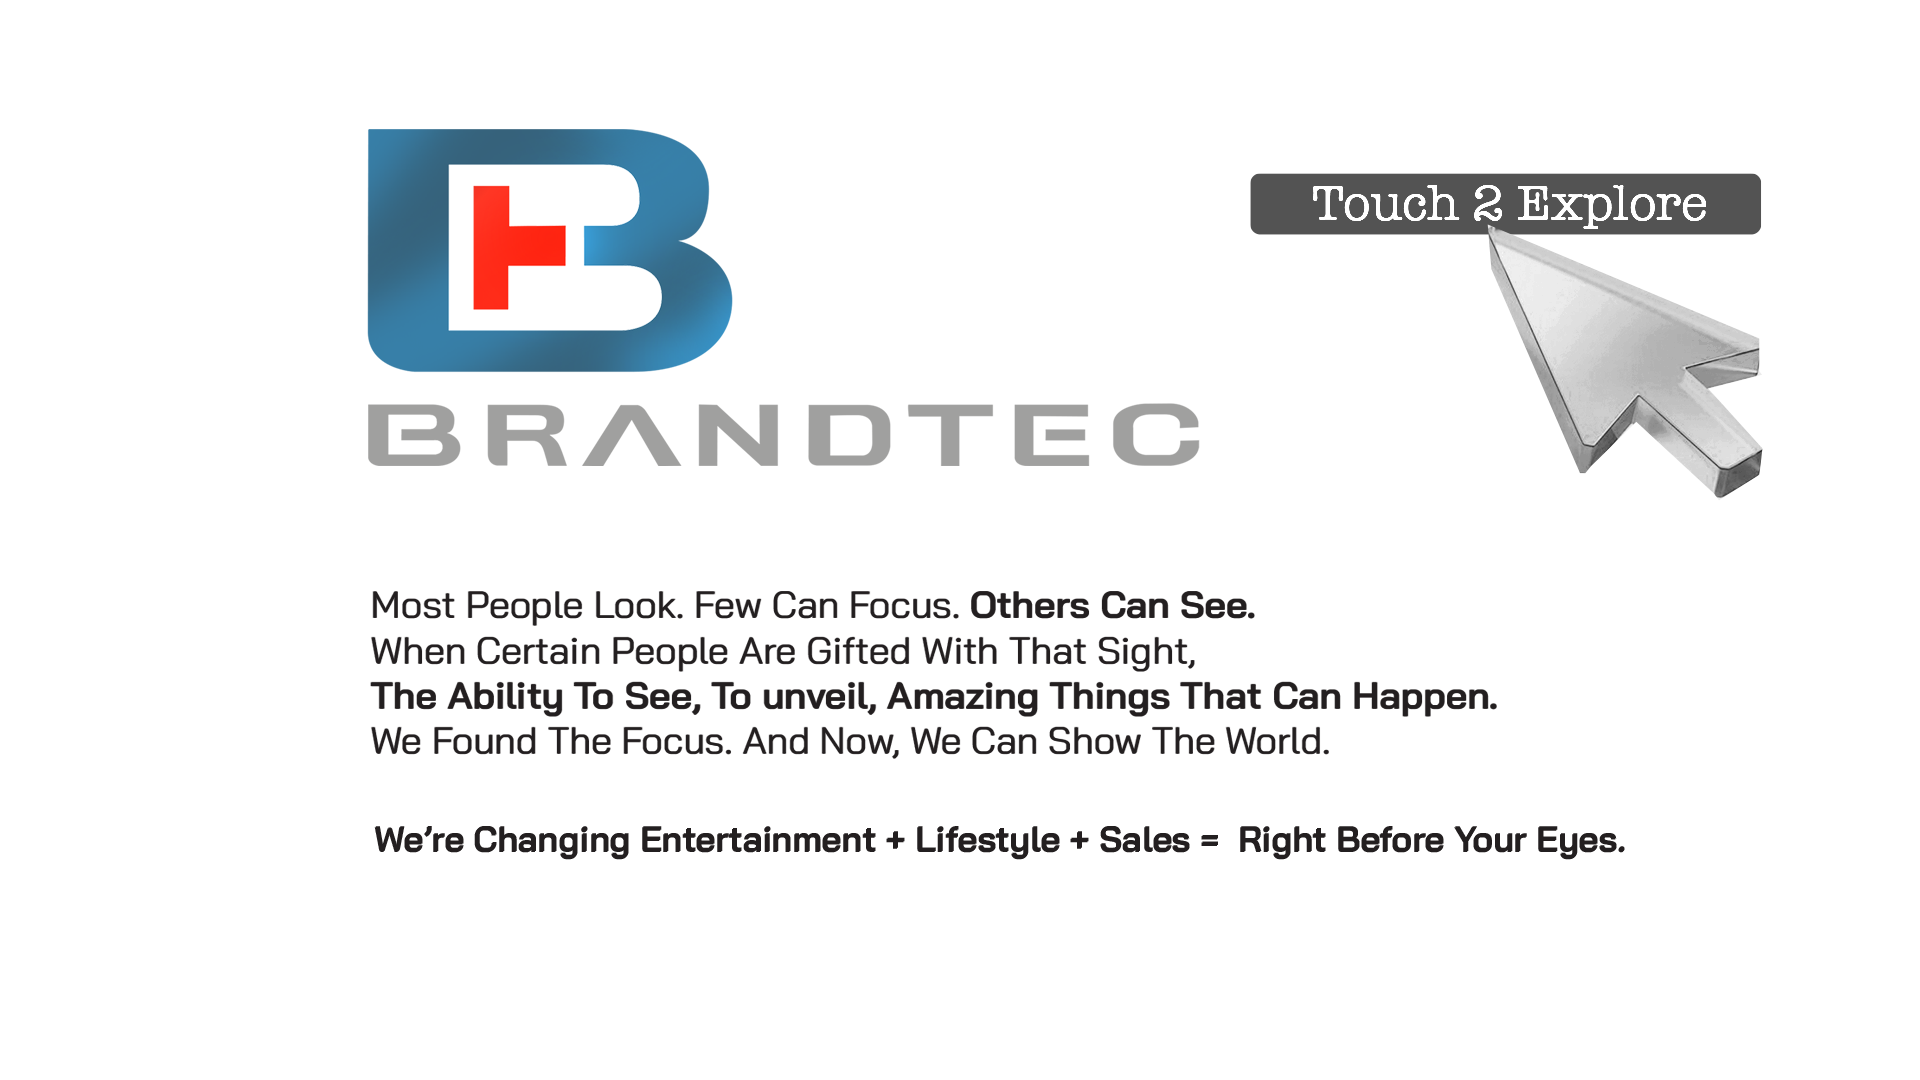 Touch 2 Explore
BRANDTEC
Most People Look. Few Can Focus. Others Can See.
When Certain People Are Gifted With That Sight,
The Ability To See, To unveil, Amazing Things That Can Happen.
We Found The Focus. And Now, We Can Show The World.
We’re Changing Entertainment + Lifestyle + Sales = Right Before Your Eyes.